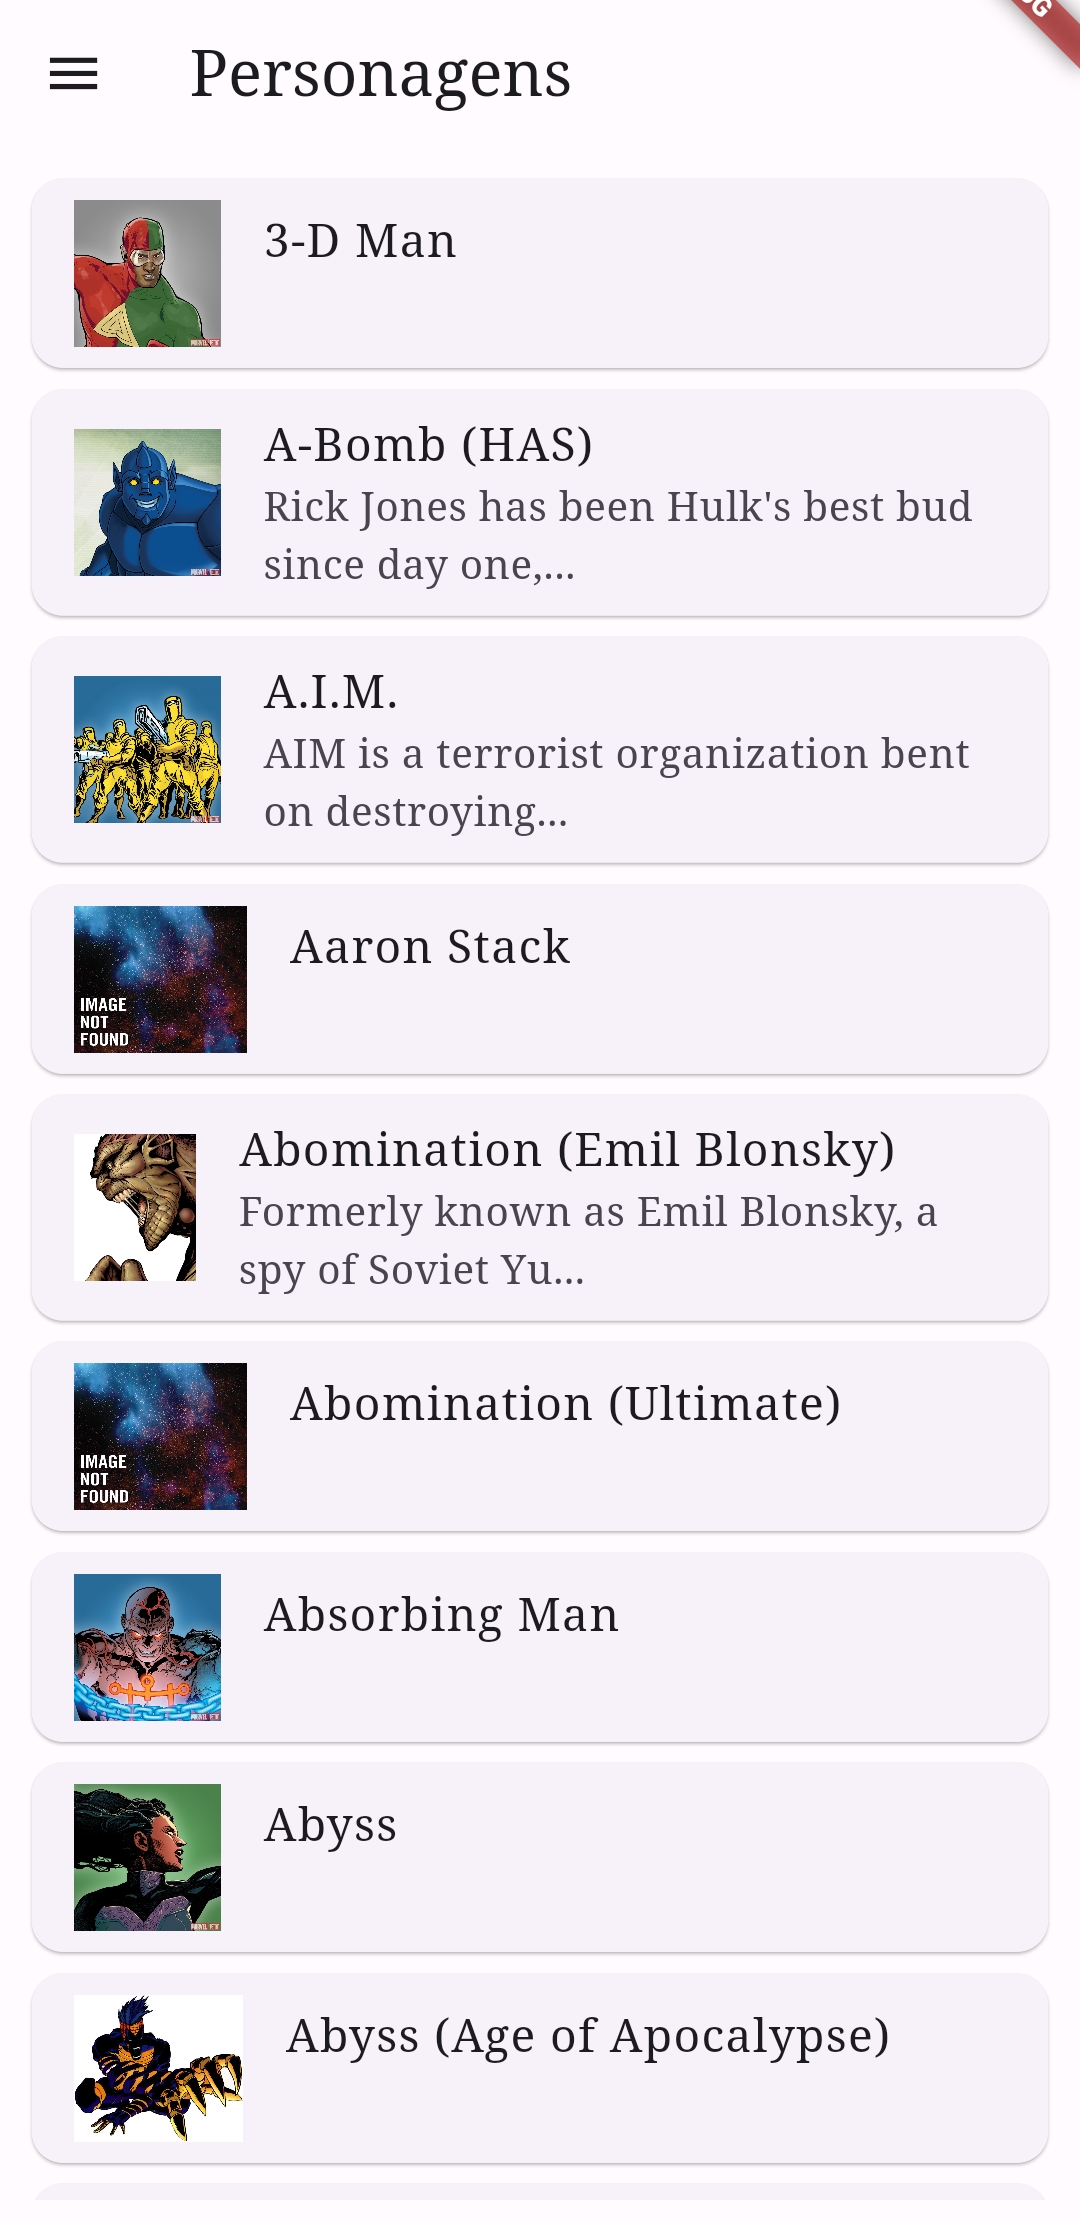 Personagens
3-D Man
A-Bomb (HAS)
Rick Jones has been Hulk's best bud
since day one,...
A.I.M.
AIM is a terrorist organization bent
on destroying...
Aaron Stack
IMAGE
NOT
FOUND
Abomination (Emil Blonsky)
Formerly known as Emil Blonsky, a
spy of Soviet Yu...
Abomination (Ultimate)
IMAGE
NOT
FOUND
Absorbing Man
Abyss
Abyss (Age of Apocalypse)